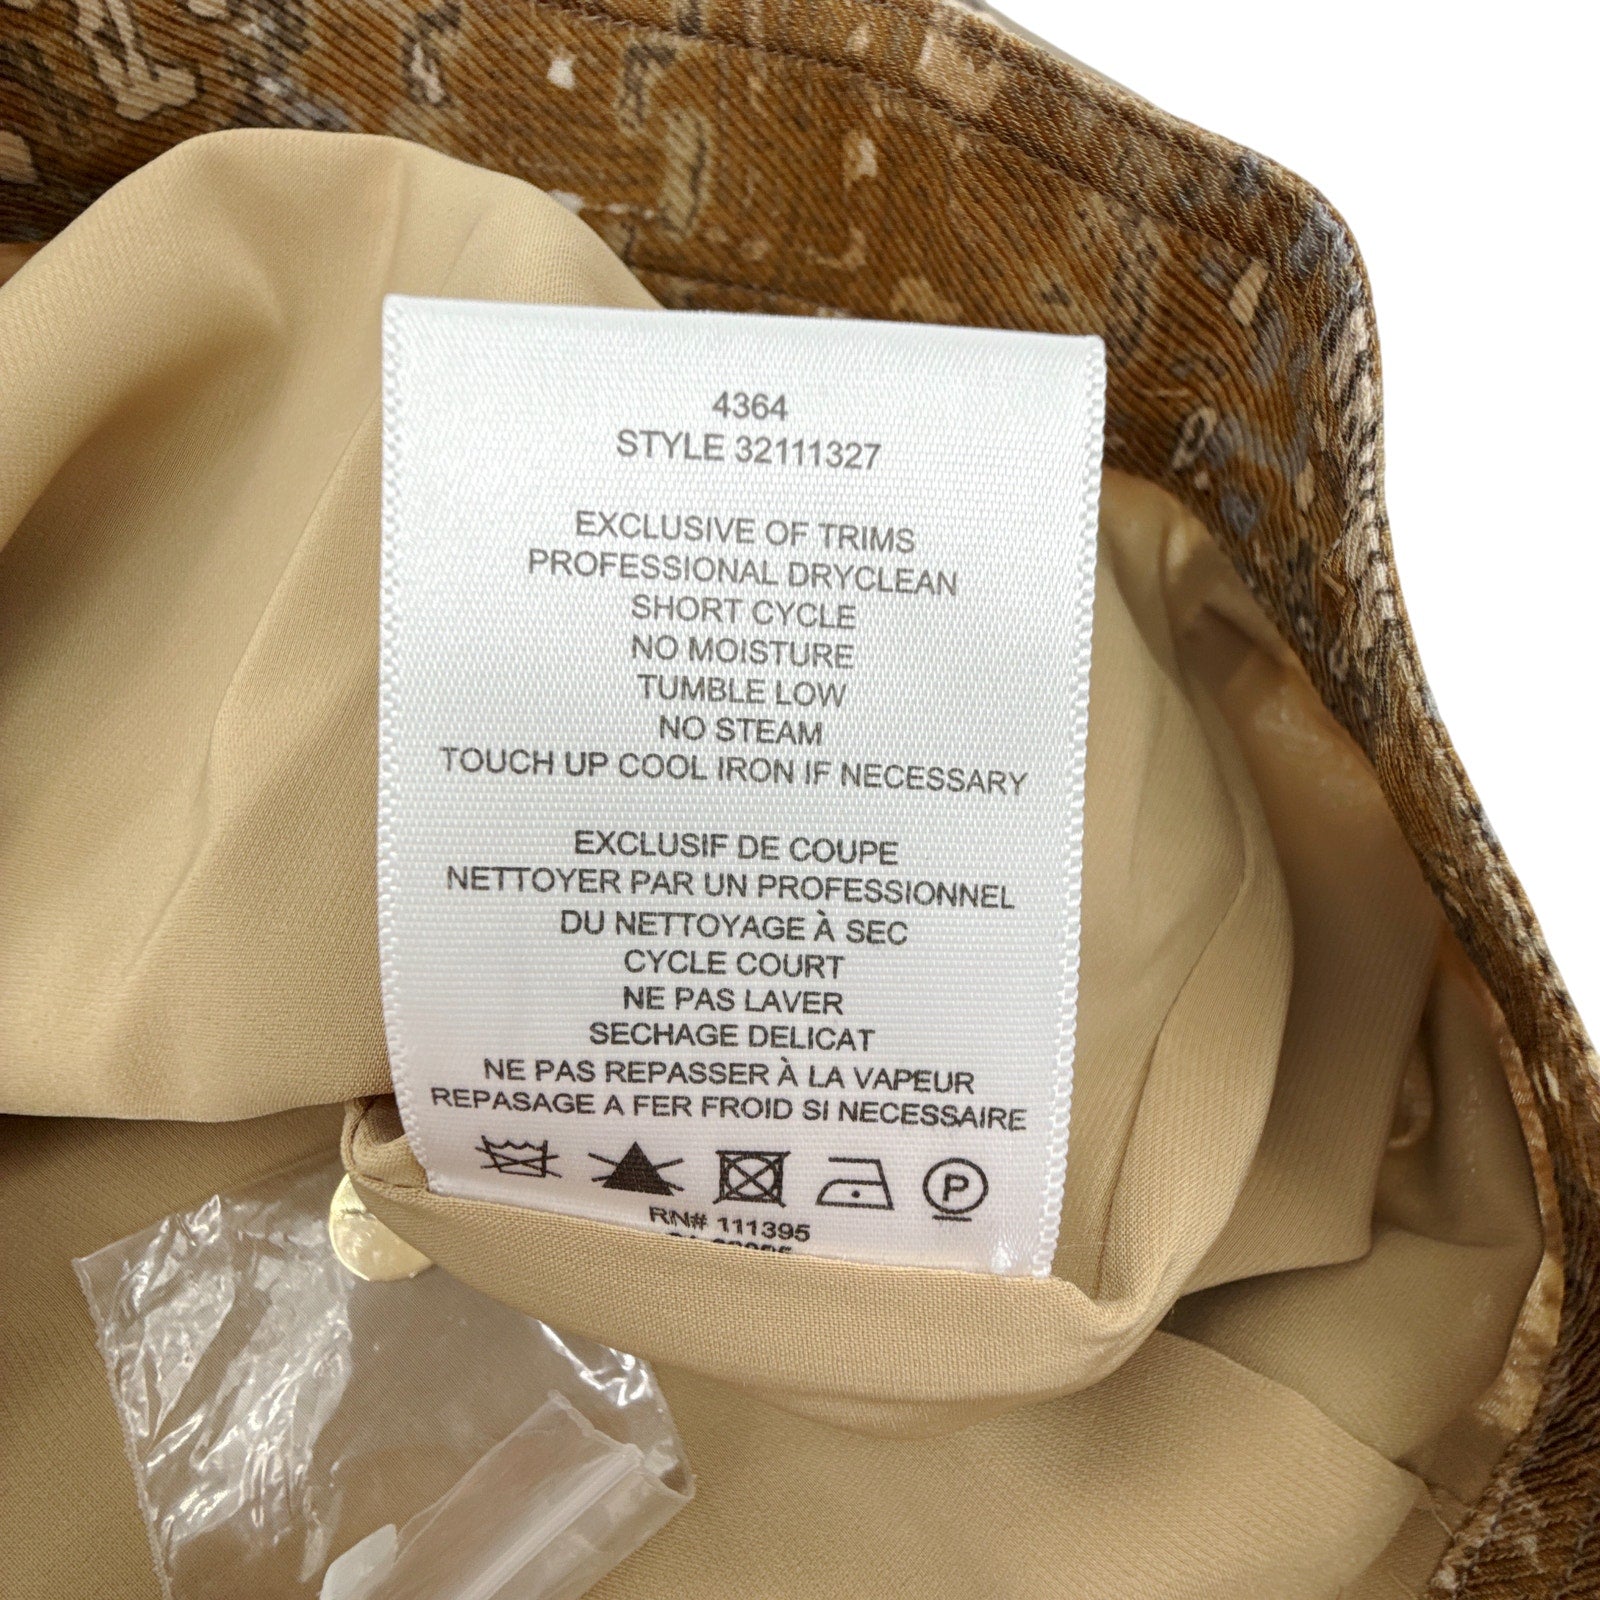 4364
STYLE 32111327
EXCLUSIVE OF TRIMS
PROFESSIONAL DRYCLEAN
SHORT CYCLE
NO MOISTURE
TUMBLE LOW
NO STEAM
TOUCH UP COOL IRON IF NECESSARY
EXCLUSIF DE COUPE
NETTOYER PAR UN PROFESSIONNEL
DU NETTOYAGE À SEC
CYCLE COURT
NE PAS LAVER
SECHAGE DELICAT
NE PAS REPASSER À LA VAPEUR
REPASAGE A FER FROID SI NECESSAIRE
P
RN# 111395